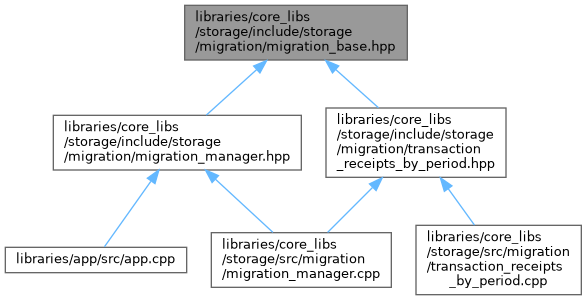 libraries/core_libs
/storage/include/storage
/migration/migration_base.hpp
libraries/core_libs
/storage/include/storage
/migration/migration_manager.hpp
libraries/core_libs
/storage/include/storage
/migration/transaction
_receipts_by_period.hpp
libraries/app/src/app.cpp
libraries/core_libs
/storage/src/migration
/migration_manager.cpp
libraries/core_libs
/storage/src/migration
/transaction_receipts
_by_period.cpp